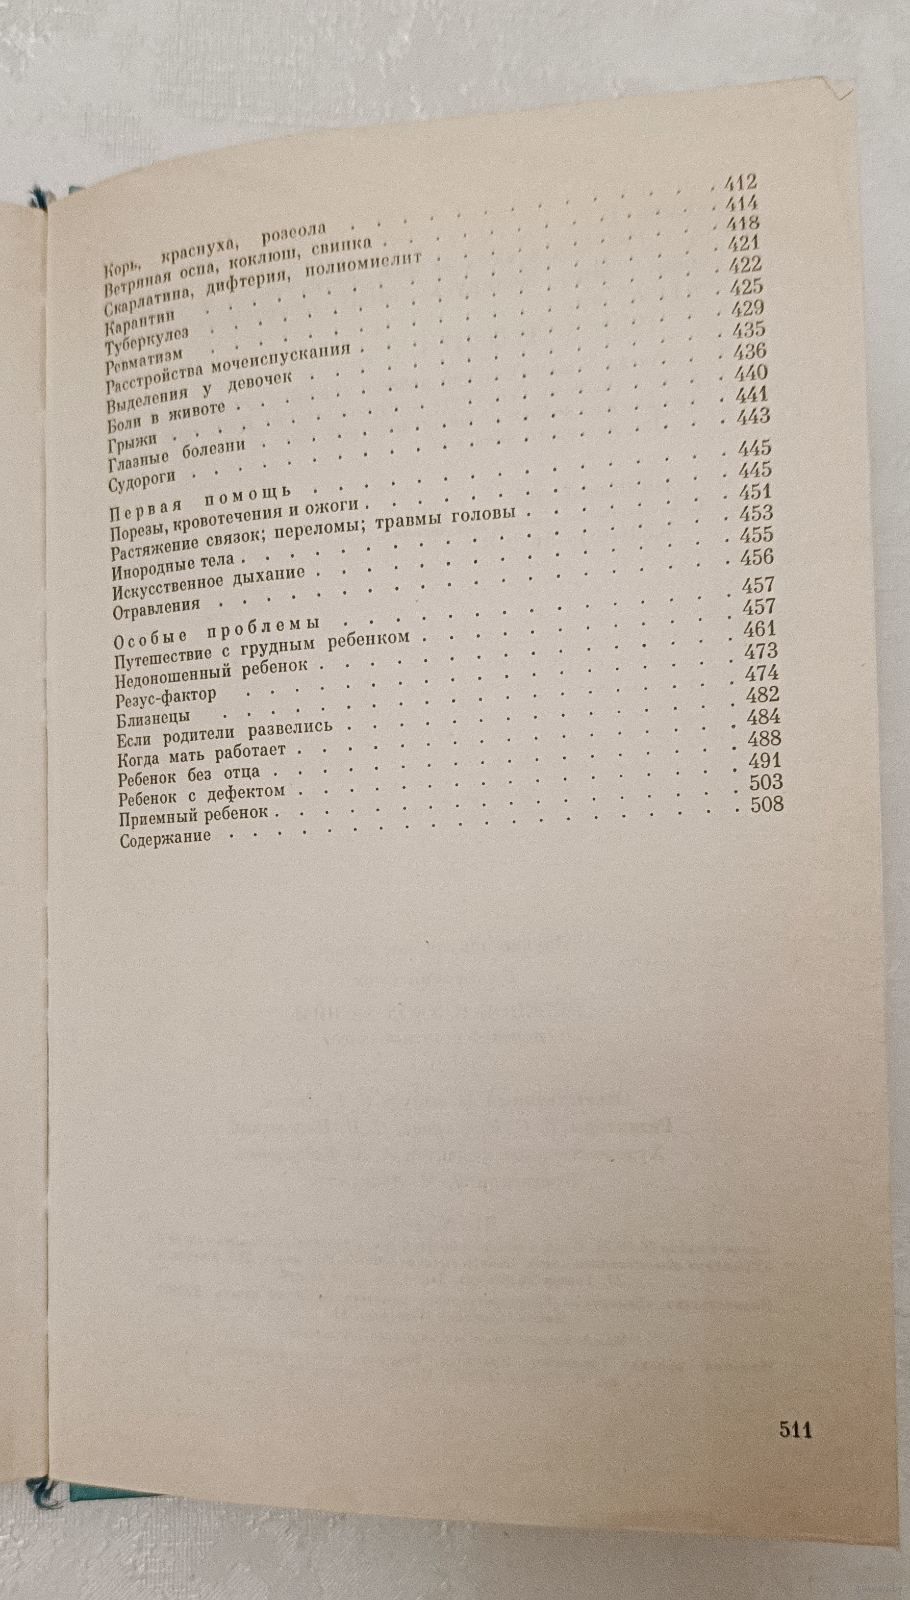 Корь, краснуха, розеола . . . . . . . . . . 412
Ветряная оспа, коклюш, свинка . . . . . . . . . . 414
Скарлатина, дифтерия, полиомиелит . . . . . . . . . . 418
Карантин . . . . . . . . . . 421
Туберкулез . . . . . . . . . . 422
Ревматизм . . . . . . . . . . 425
Расстройства мочеиспускания . . . . . . . . . . 429
Выделения у девочек . . . . . . . . . . 435
Боли в животе . . . . . . . . . . 436
Грыжи . . . . . . . . . . 440
Глазные болезни . . . . . . . . . . 441
Судороги . . . . . . . . . . 443
Первая помощь . . . . . . . . . . 445
Порезы, кровотечения и ожоги . . . . . . . . . . 445
Растяжение связок; переломы; травмы головы . . . . . . . . . . 451
Инородные тела . . . . . . . . . . 453
Искусственное дыхание . . . . . . . . . . 455
Отравления . . . . . . . . . . 456
Особые проблемы . . . . . . . . . . 457
Путешествие с грудным ребенком . . . . . . . . . . 457
Недоношенный ребенок . . . . . . . . . . 461
Резус-фактор . . . . . . . . . . 473
Близнецы . . . . . . . . . . 474
Если родители развелись . . . . . . . . . . 482
Когда мать работает . . . . . . . . . . 484
Ребенок без отца . . . . . . . . . . 488
Ребенок с дефектом . . . . . . . . . . 491
Приемный ребенок . . . . . . . . . . 503
Содержание . . . . . . . . . . 508
511